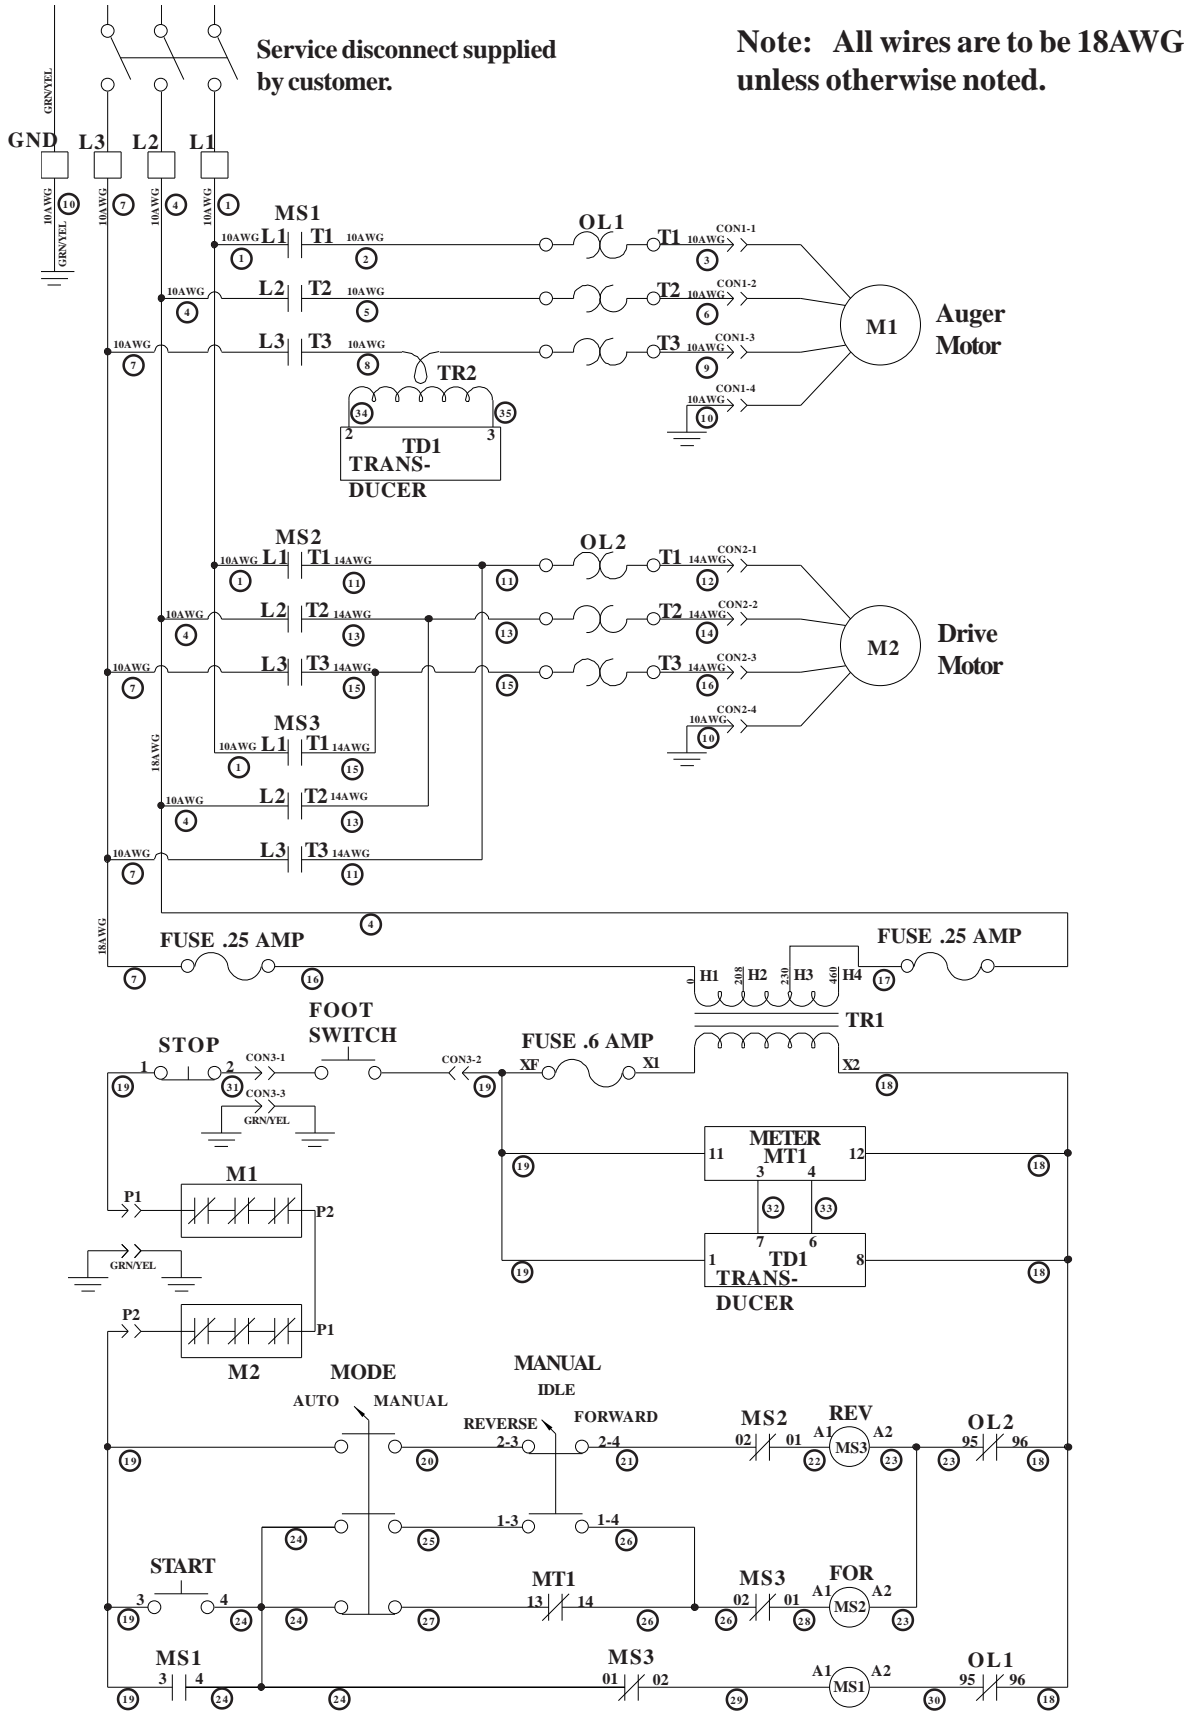 Service disconnect supplied
by customer.
Note: All wires are to be 18AWG
unless otherwise noted.
GRN/YEL
GND L3 L2 L1
10AWG 10 10AWG 7 10AWG 4 10AWG 1
GRN/YEL
MS1 OL1
10AWG L1 T1 10AWG T1 10AWG CON1-1
1 2 3
10AWG L2 T2 10AWG T2 10AWG CON1-2
4 5 6
10AWG L3 T3 10AWG T3 10AWG CON1-3
7 8 9
M1
Auger
Motor
TR2
34 35
10AWG CON1-4
10
2 3
TD1
TRANS-
DUCER
MS2 OL2
10AWG L1 T1 14AWG T1 14AWG CON2-1
1 11 11 12
10AWG L2 T2 14AWG T2 14AWG CON2-2
4 13 13 14
10AWG L3 T3 14AWG T3 14AWG CON2-3
7 15 15 16
M2
Drive
Motor
10AWG CON2-4
10
MS3
18AWG
10AWG L1 T1 14AWG
1 15
10AWG L2 T2 14AWG
4 13
10AWG L3 T3 14AWG
7 11
4
18AWG
FUSE .25 AMP FUSE .25 AMP
7 16 17
0 H1 208 H2 230 H3 460 H4
TR1
FOOT
SWITCH
FUSE .6 AMP
STOP
1 2 CON3-1 CON3-2 XF X1 X2
19 31 19 18
CON3-3
GRN/YEL
METER
MT1
11 12
3 4
19 18
32 33
7 6
1 TD1 8
TRANS-
DUCER
19 18
M1
P1 P2
GRN/YEL
P2 P1
M2
MODE MANUAL
AUTO MANUAL IDLE
REVERSE FORWARD
MS2 REV OL2
2-3 2-4 02 01 A1 MS3 A2 95 96
19 20 21 22 23 23 18
1-3 1-4
24 25 26
START MT1 MS3 FOR
3 4 13 14 02 01 A1 MS2 A2
19 24 24 27 26 26 28 23
MS1 MS3 OL1
3 4 01 02 A1 MS1 A2 95 96
19 24 24 29 30 18